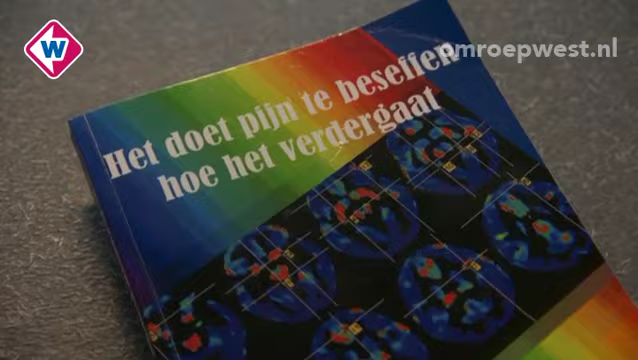 W
omroepwest.nl
Het doet pijn te beseffen
hoe het verdergaat